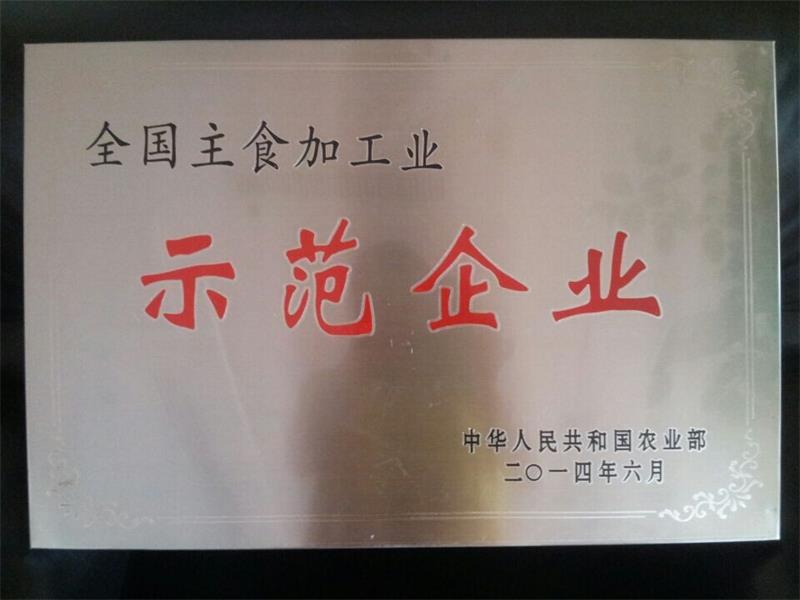 全国主食加工业
示范企业
中华人民共和国农业部
二〇一四年六月